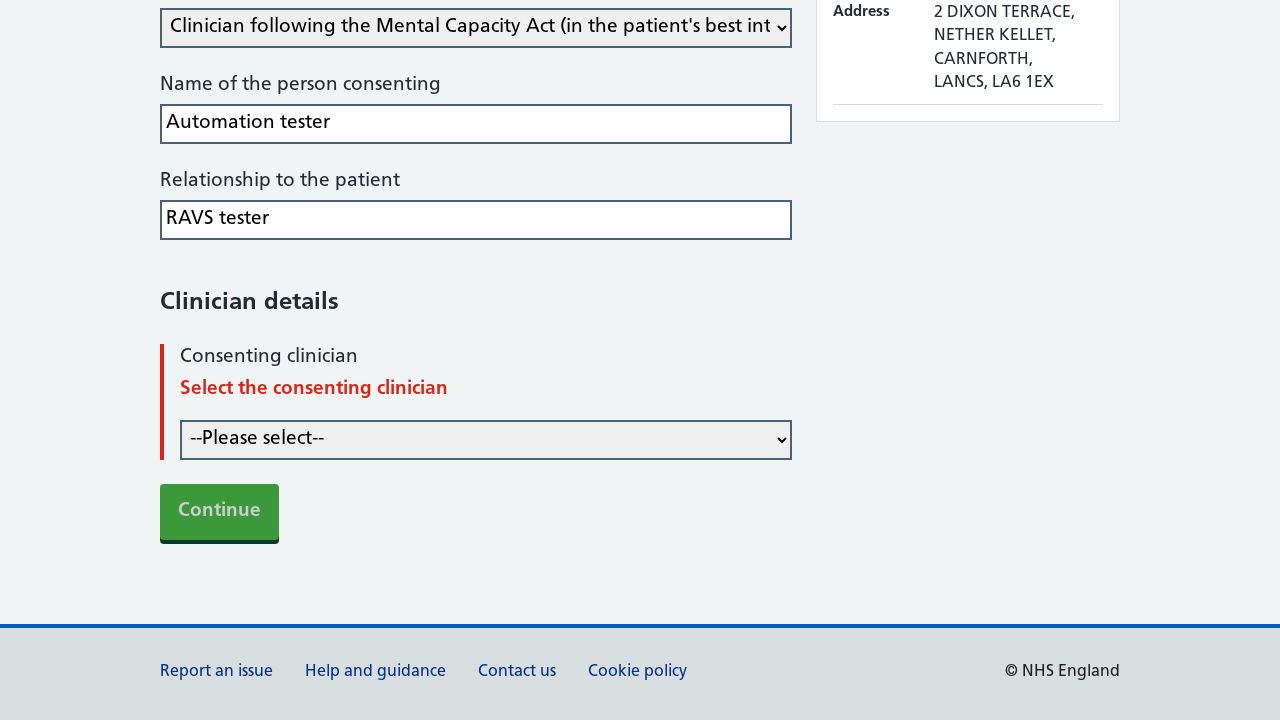 Clinician following the Mental Capacity Act (in the patient's best int
Name of the person consenting
Automation tester
Relationship to the patient
RAVS tester
Clinician details
Consenting clinician
Select the consenting clinician
--Please select--
Continue
Address
2 DIXON TERRACE,
NETHER KELLET,
CARNFORTH,
LANCS, LA6 1EX
Report an issue
Help and guidance
Contact us
Cookie policy
© NHS England